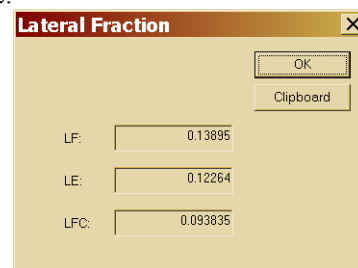 Lateral Fraction
OK
Clipboard
LF: 0.13895
LE: 0.12264
LFC: 0.093835